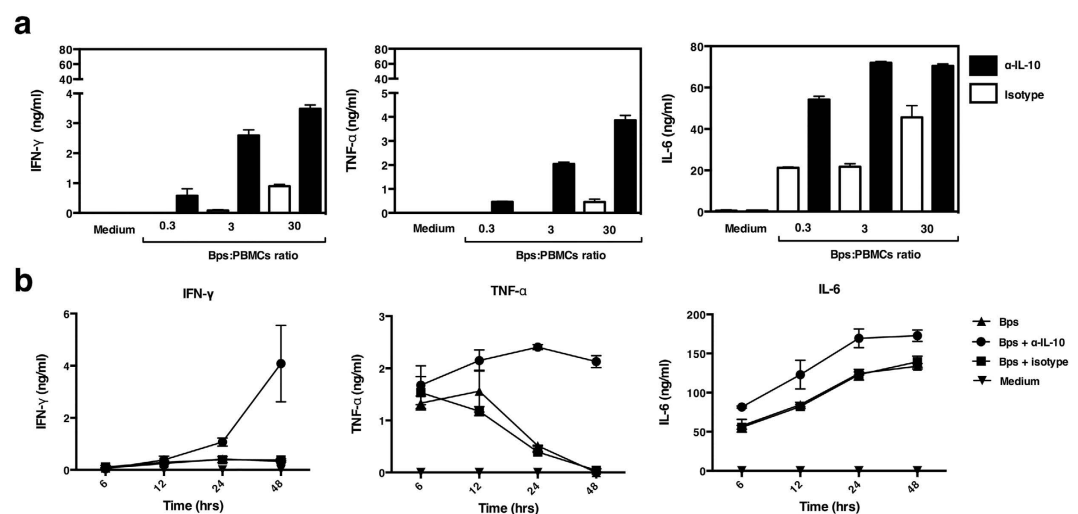 a
IFN-γ (ng/ml)
80
60
40
4
3
2
1
0
Medium
0.3
3
30
Bps:PBMCs ratio
TNF-α (ng/ml)
80
60
40
5
4
3
2
1
0
Medium
0.3
3
30
Bps:PBMCs ratio
IL-6 (ng/ml)
80
60
40
20
0
Medium
0.3
3
30
Bps:PBMCs ratio
α-IL-10
Isotype
b
IFN-γ
IFN-γ (ng/ml)
6
4
2
0
6
12
24
48
Time (hrs)
TNF-α
TNF-α (ng/ml)
3
2
1
0
6
12
24
48
Time (hrs)
IL-6
IL-6 (ng/ml)
200
150
100
50
0
6
12
24
48
Time (hrs)
Bps
Bps + α-IL-10
Bps + isotype
Medium